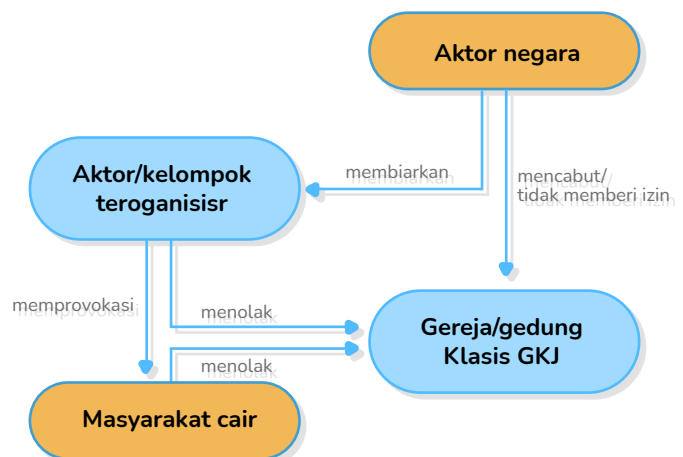 Aktor negara
Aktor/kelompok
teroganisisr
membiarkan
mencabut/
tidak memberi izin
memprovokasi
menolak
Gereja/gedung
Klasis GKJ
menolak
Masyarakat cair